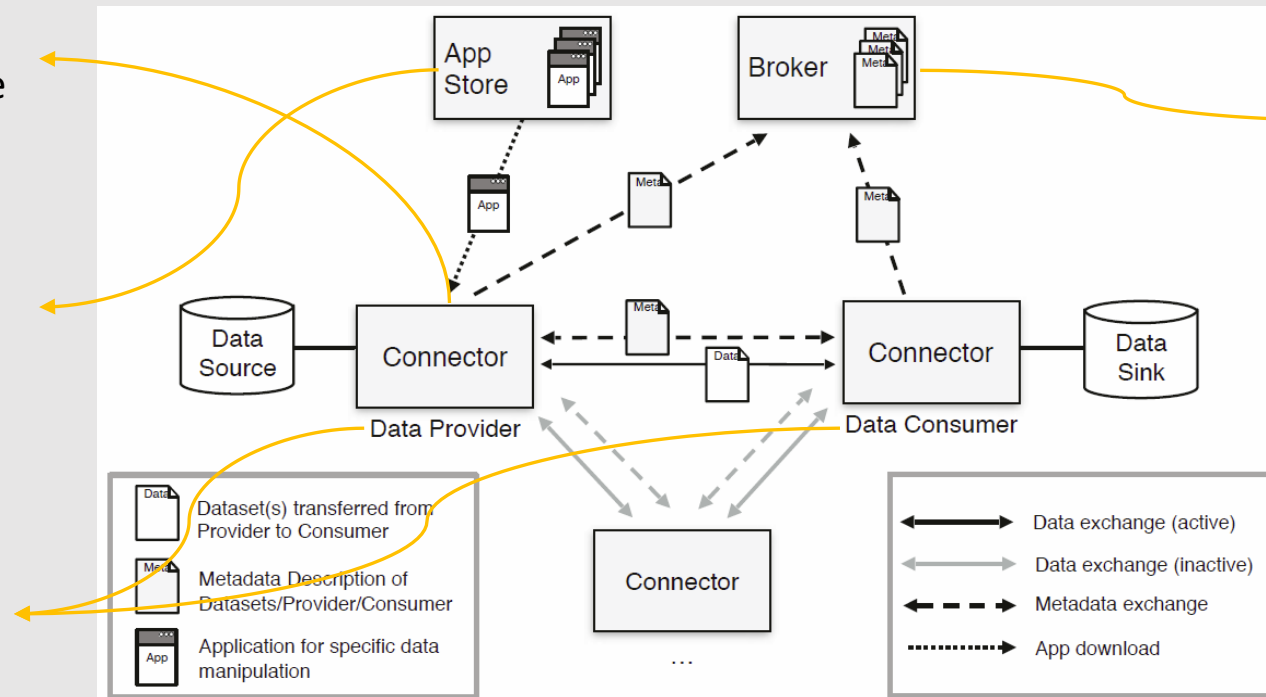 e
App
Store
App
Broker
Meta
Meta
Meta
App
Meta
Meta
Data
Source
Connector
Meta
Data
Connector
Data
Sink
Data Provider
Data Consumer
Data
Dataset(s) transferred from
Provider to Consumer
Meta
Metadata Description of
Datasets/Provider/Consumer
App
Application for specific data
manipulation
Connector
...
Data exchange (active)
Data exchange (inactive)
Metadata exchange
App download